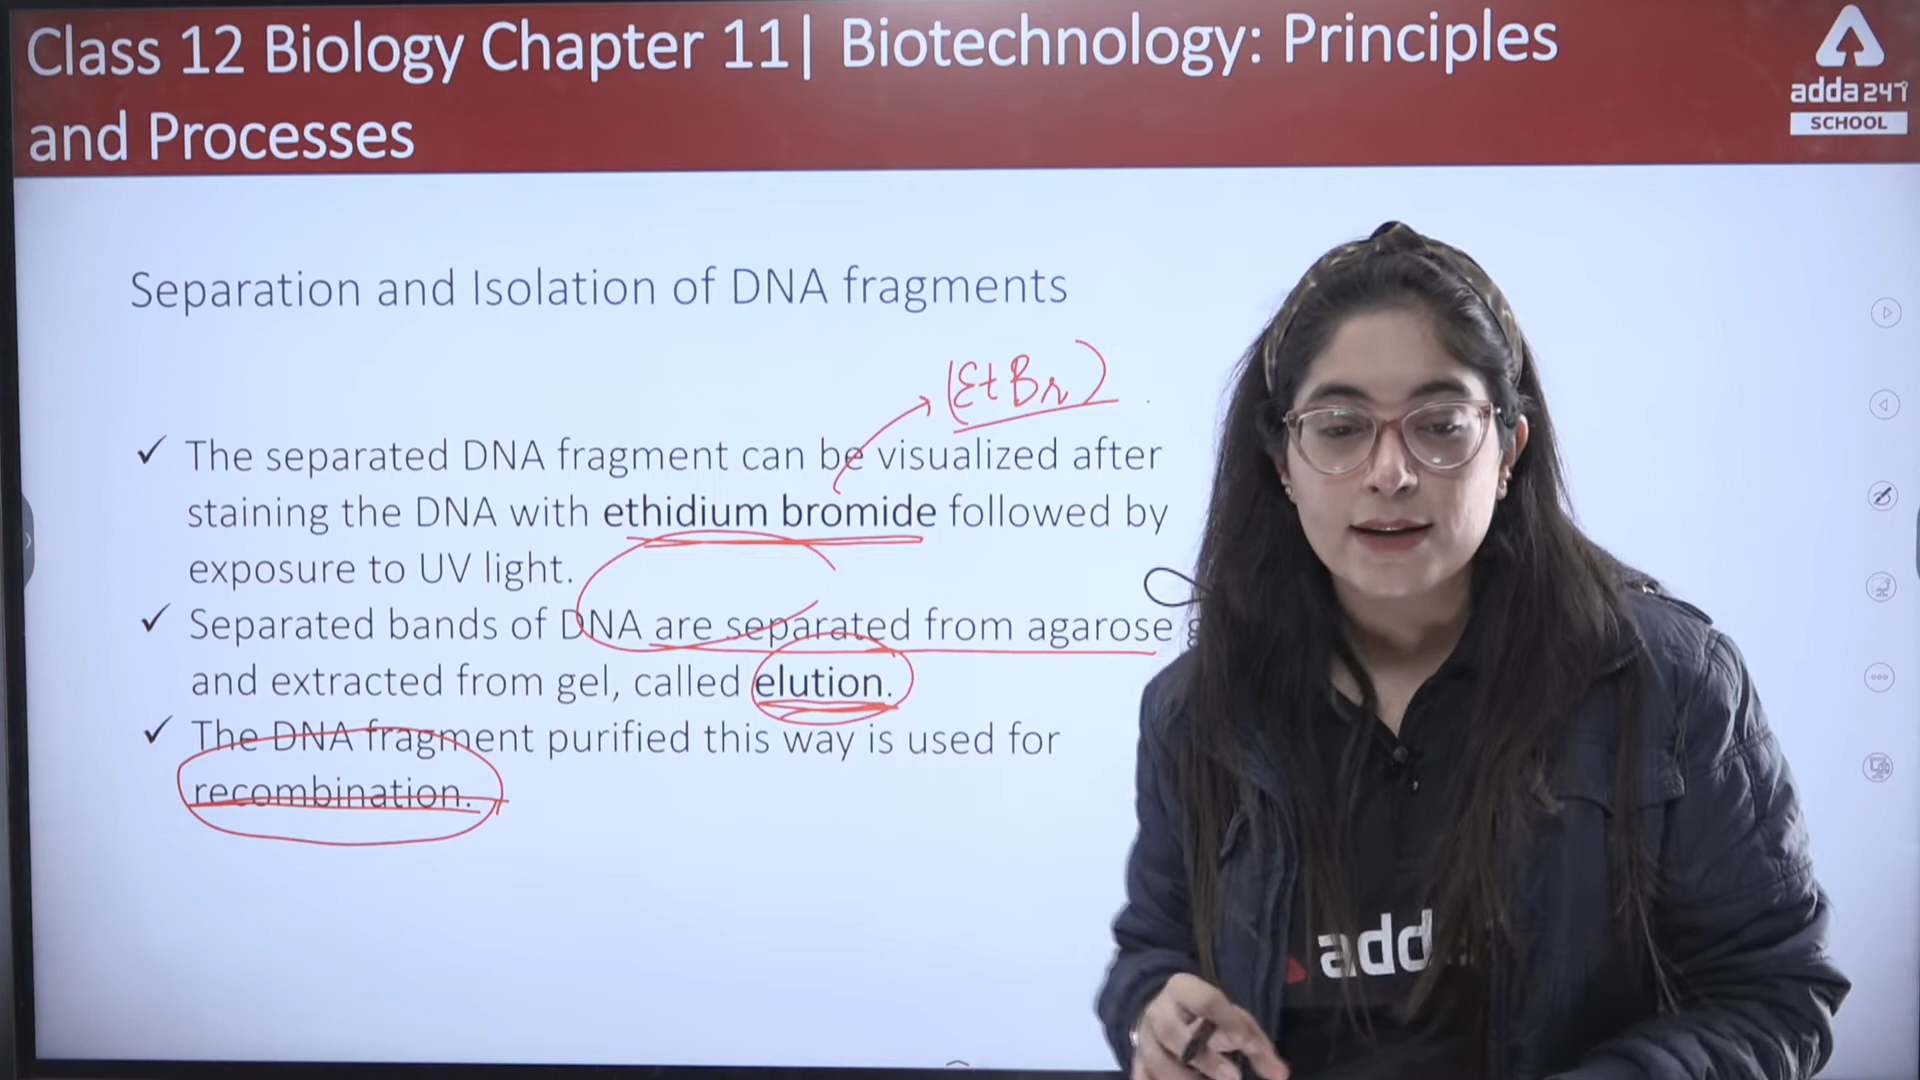 Class 12 Biology Chapter 11| Biotechnology: Principles
and Processes
adda247
SCHOOL
Separation and Isolation of DNA fragments
(EtBr)
✓ The separated DNA fragment can be visualized after
staining the DNA with ethidium bromide followed by
exposure to UV light.
✓ Separated bands of DNA are separated from agarose
and extracted from gel, called elution.
✓ The DNA fragment purified this way is used for
recombination.
add